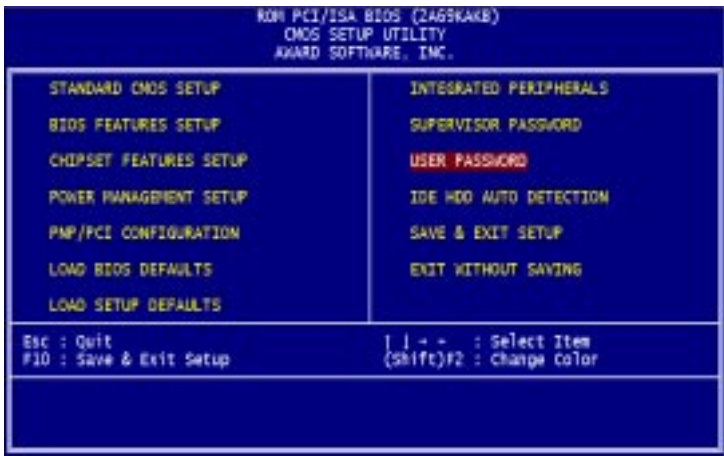 ROM PCI/ISA BIOS (2A69KAKB)
CMOS SETUP UTILITY
AWARD SOFTWARE, INC.
STANDARD CMOS SETUP
BIOS FEATURES SETUP
CHIPSET FEATURES SETUP
POWER MANAGEMENT SETUP
PNP/PCI CONFIGURATION
LOAD BIOS DEFAULTS
LOAD SETUP DEFAULTS
INTEGRATED PERIPHERALS
SUPERVISOR PASSWORD
USER PASSWORD
IDE HDD AUTO DETECTION
SAVE & EXIT SETUP
EXIT WITHOUT SAVING
Esc : Quit
F10 : Save & Exit Setup
: Select Item
(Shift)F2 : Change Color